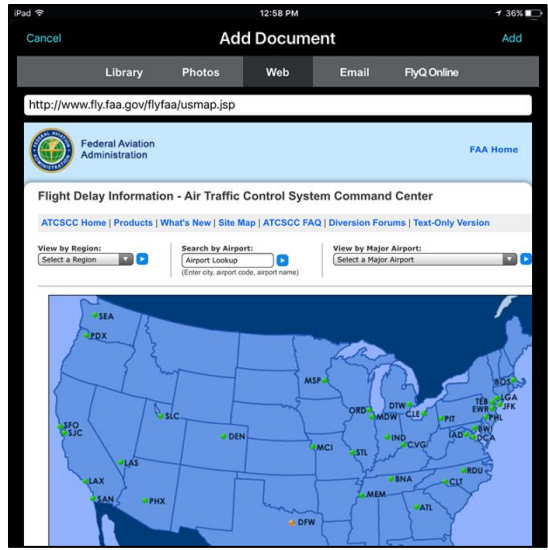 iPad 12:58 PM 36%
Cancel Add Document Add
Library Photos Web Email FlyQ Online
http://www.fly.faa.gov/flyfaa/usmap.jsp
Federal Aviation
Administration
FAA Home
Flight Delay Information - Air Traffic Control System Command Center
ATCSCC Home | Products | What's New | Site Map | ATCSCC FAQ | Diversion Forums | Text-Only Version
View by Region: Search by Airport: View by Major Airport:
Select a Region Airport Lookup Select a Major Airport
(Enter city, airport code, airport name)
SEA
PDX
MSP
BOS
ORD
MDW
DTW
CLE
PIT
TEB
LGA
EWR
JFK
PHL
SLC
DEN
SFO
SJC
MCI
STL
IND
CVG
IAD
BWI
DCA
LAS
LAX
SAN
PHX
BNA
RDU
CLT
MEM
ATL
DFW